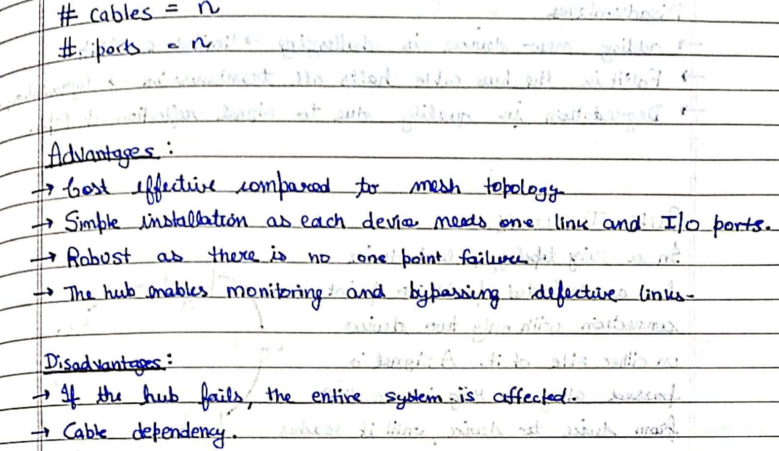 # cables = n
# ports = n
Advantages :
→ Cost effective compared to mesh topology
→ Simple installation as each device needs one link and I/o ports.
→ Robust as there is no one point failure
→ The hub enables monitoring and bypassing defective links-
Disadvantages :
→ If the hub fails, the entire system is affected.
→ Cable dependency.